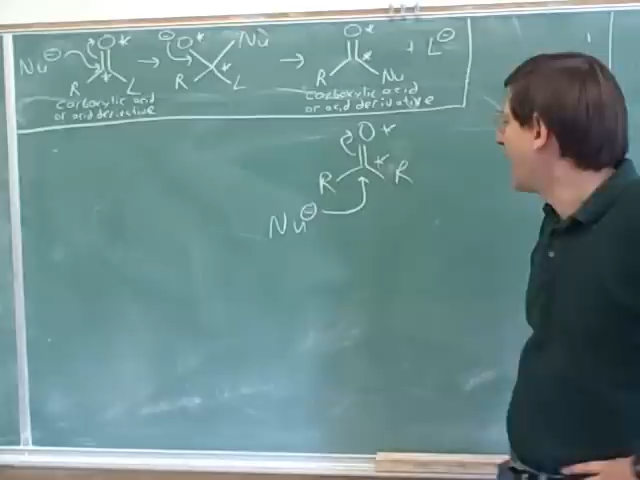 Nu⊖ O* → ⊖O* Nu → O* + L⊖
R L R L R Nu
carboxylic acid
or acid derivative
carboxylic acid
or acid derivative
O*
R * R
Nu⊖